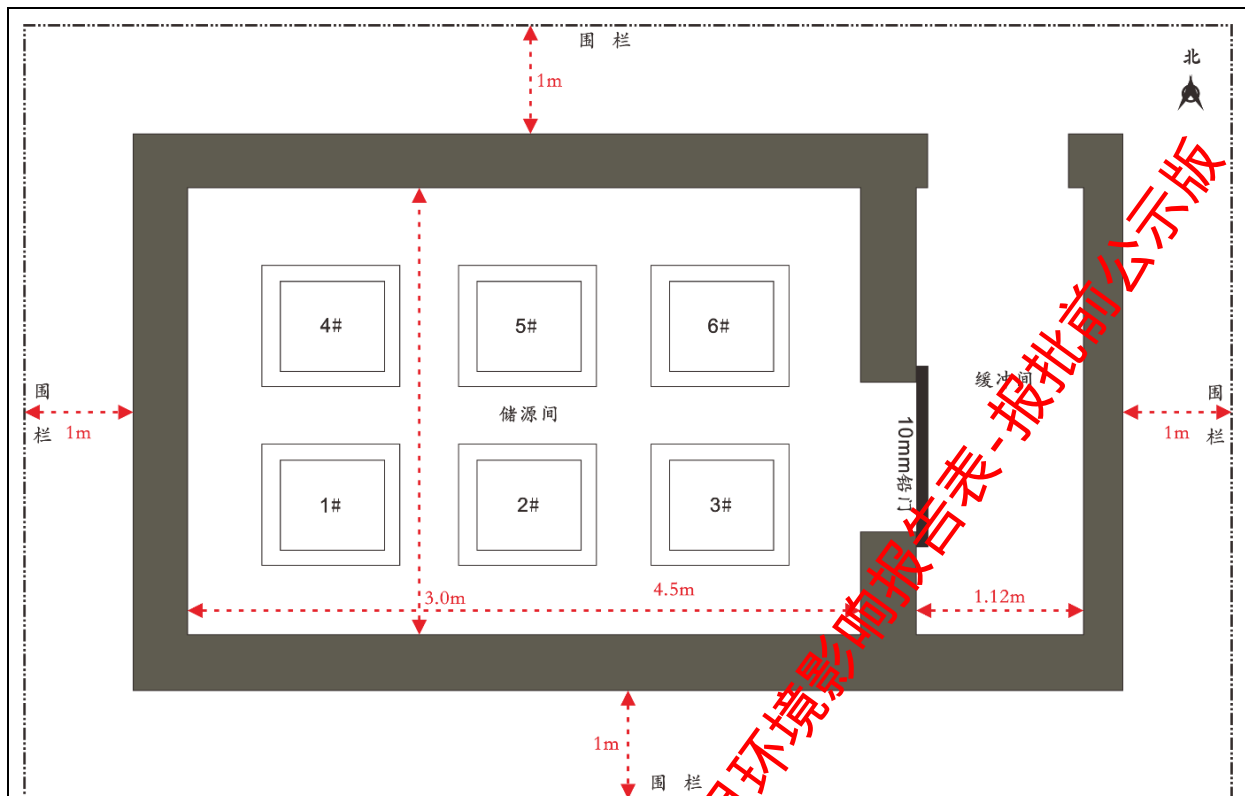 围 栏
北
1m
4#
5#
6#
缓冲间
围
栏
1m
储源间
10mm铅门
围
栏
1m
1#
2#
3#
3.0m
4.5m
1.12m
1m
围 栏
环境影响报告表-报批前公示版